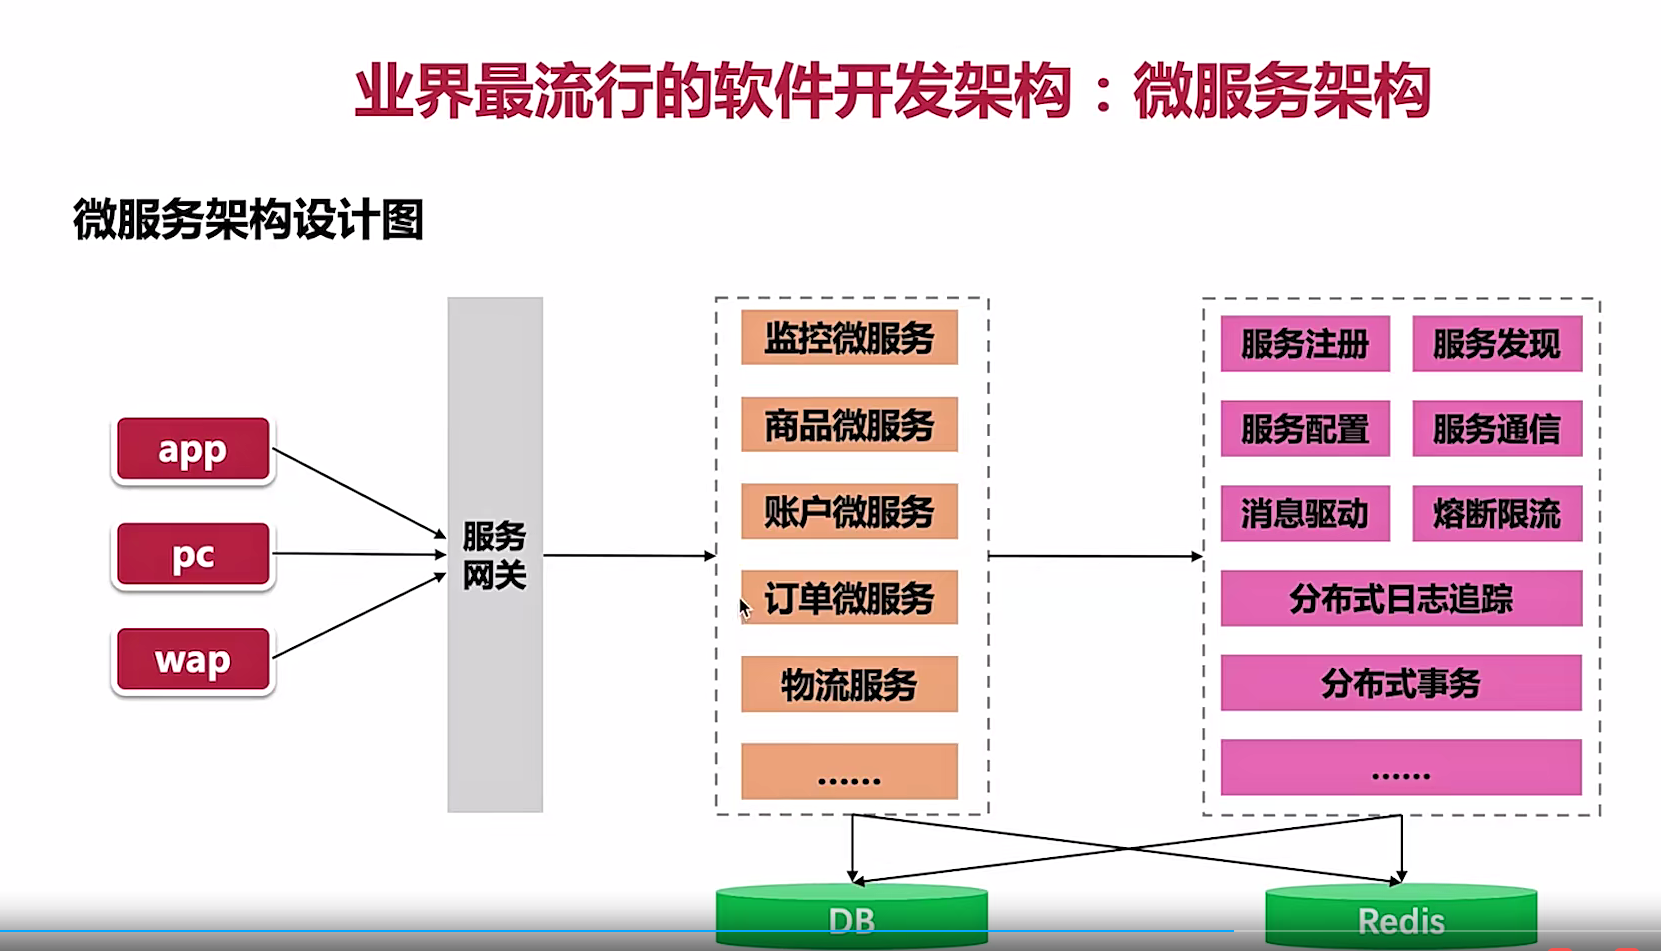 业界最流行的软件开发架构：微服务架构
微服务架构设计图
app
pc
wap
服务
网关
监控微服务
商品微服务
账户微服务
订单微服务
物流服务
......
服务注册
服务发现
服务配置
服务通信
消息驱动
熔断限流
分布式日志追踪
分布式事务
......
DB
Redis